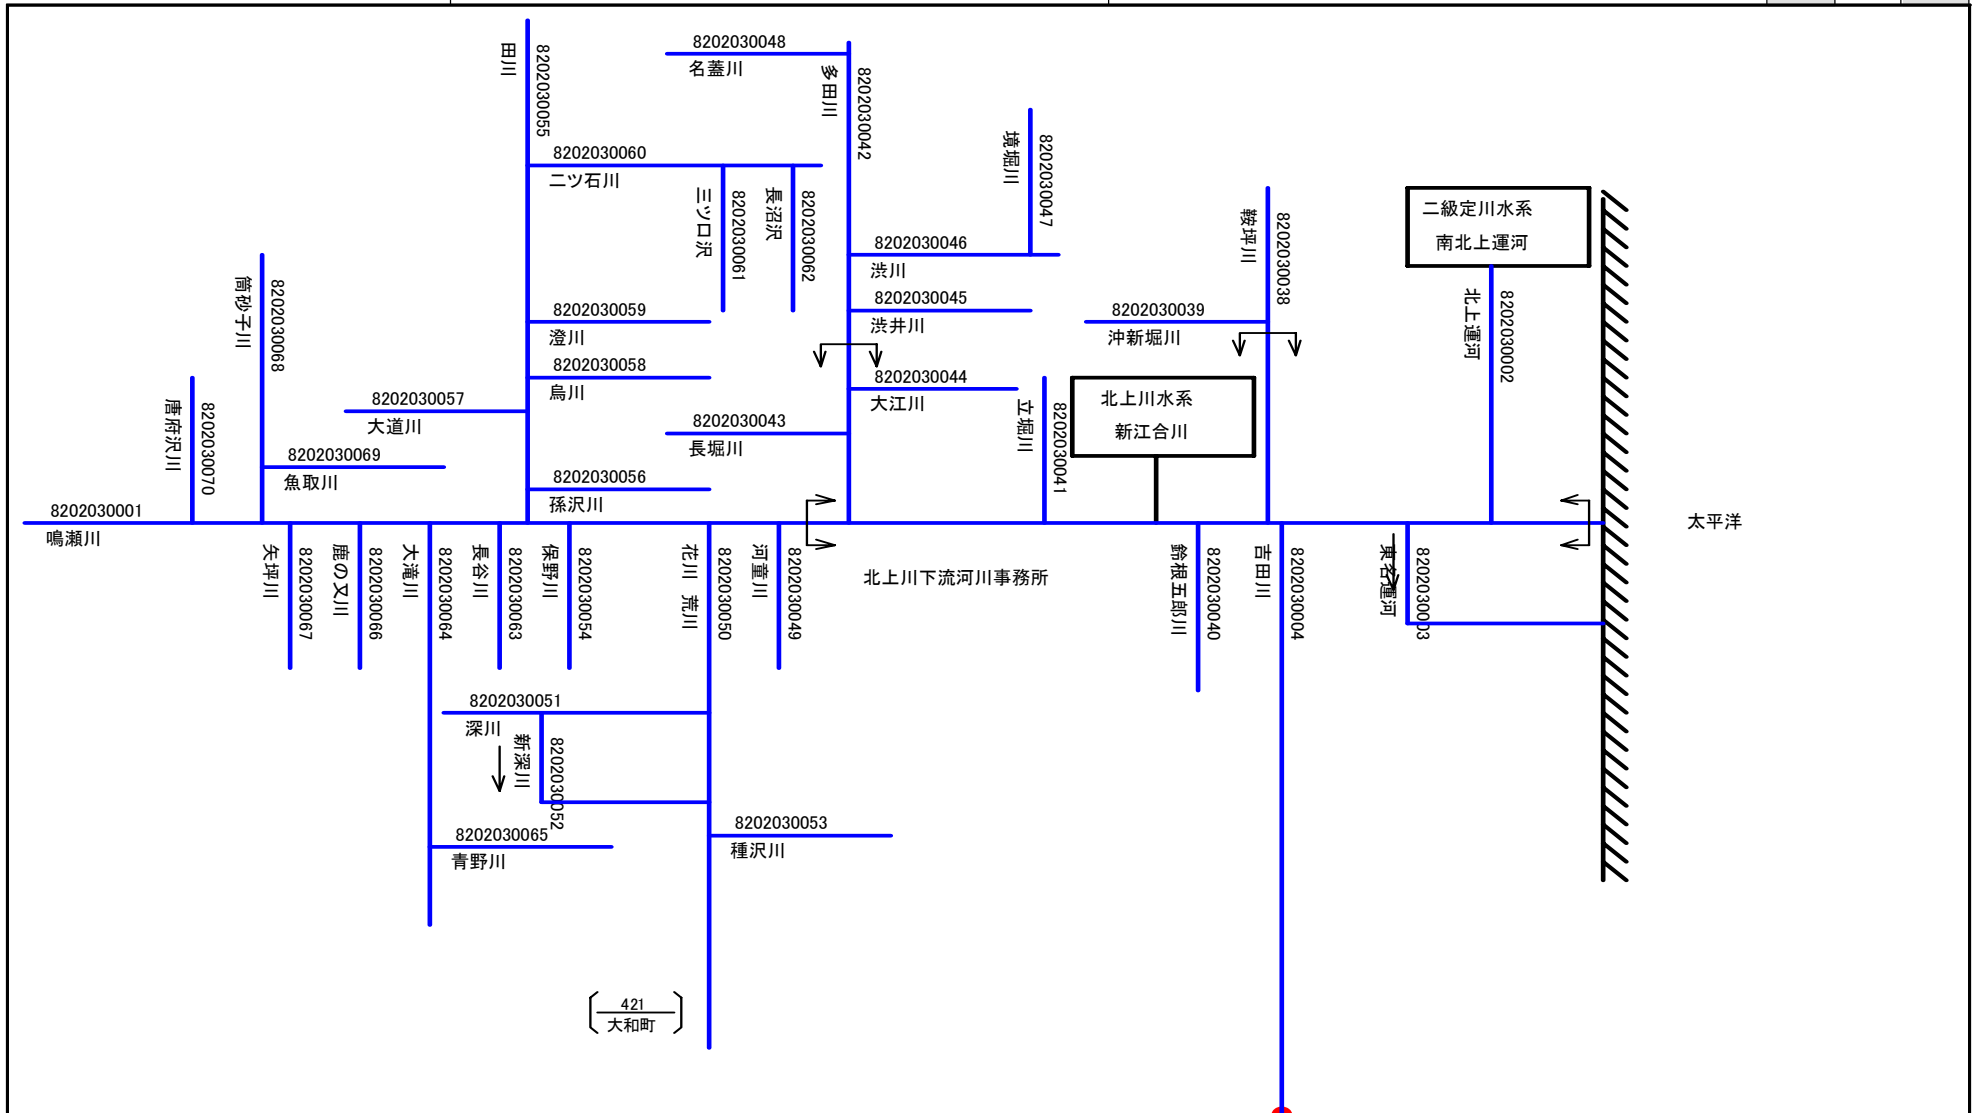 8202030048
名蓋川
田川
8202030055
多田川
8202030042
境堀川
8202030047
8202030060
二ツ石川
三ツ口沢
8202030061
長沼沢
8202030062
8202030046
渋川
8202030045
渋井川
鞍坪川
8202030038
二級定川水系
南北上運河
北上運河
8202030002
8202030039
沖新堀川
筒砂子川
8202030068
8202030059
澄川
8202030058
烏川
8202030057
大道川
8202030044
大江川
8202030043
長堀川
立堀川
8202030041
北上川水系
新江合川
唐府沢川
8202030070
8202030069
魚取川
8202030056
孫沢川
8202030001
鳴瀬川
太平洋
矢坪川
8202030067
鹿の又川
8202030066
大滝川
8202030064
長谷川
8202030063
保野川
8202030054
花川 荒川
8202030050
河童川
8202030049
北上川下流河川事務所
鈴根五郎川
8202030040
吉田川
8202030004
東名運河
8202030003
8202030051
深川
新深川
8202030052
8202030065
青野川
8202030053
種沢川
421
大和町